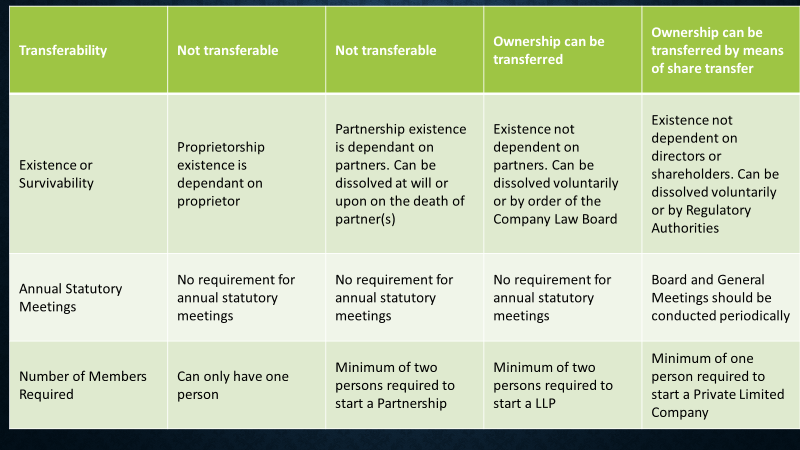 Transferability
Not transferable
Not transferable
Ownership can be
transferred
Ownership can be
transferred by means
of share transfer
Existence or
Survivability
Proprietorship
existence is
dependant on
proprietor
Partnership existence
is dependant on
partners. Can be
dissolved at will or
upon on the death of
partner(s)
Existence not
dependent on
partners. Can be
dissolved voluntarily
or by order of the
Company Law Board
Existence not
dependent on
directors or
shareholders. Can be
dissolved voluntarily
or by Regulatory
Authorities
Annual Statutory
Meetings
No requirement for
annual statutory
meetings
No requirement for
annual statutory
meetings
No requirement for
annual statutory
meetings
Board and General
Meetings should be
conducted periodically
Number of Members
Required
Can only have one
person
Minimum of two
persons required to
start a Partnership
Minimum of two
persons required to
start a LLP
Minimum of one
person required to
start a Private Limited
Company